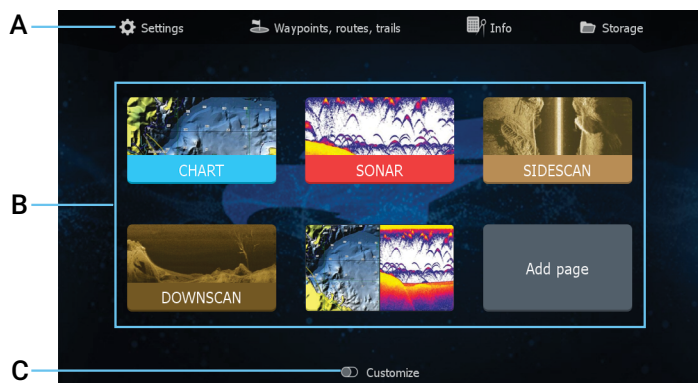 A
Settings
Waypoints, routes, trails
Info
Storage
B
CHART
SONAR
SIDESCAN
DOWNSCAN
Add page
C
Customize